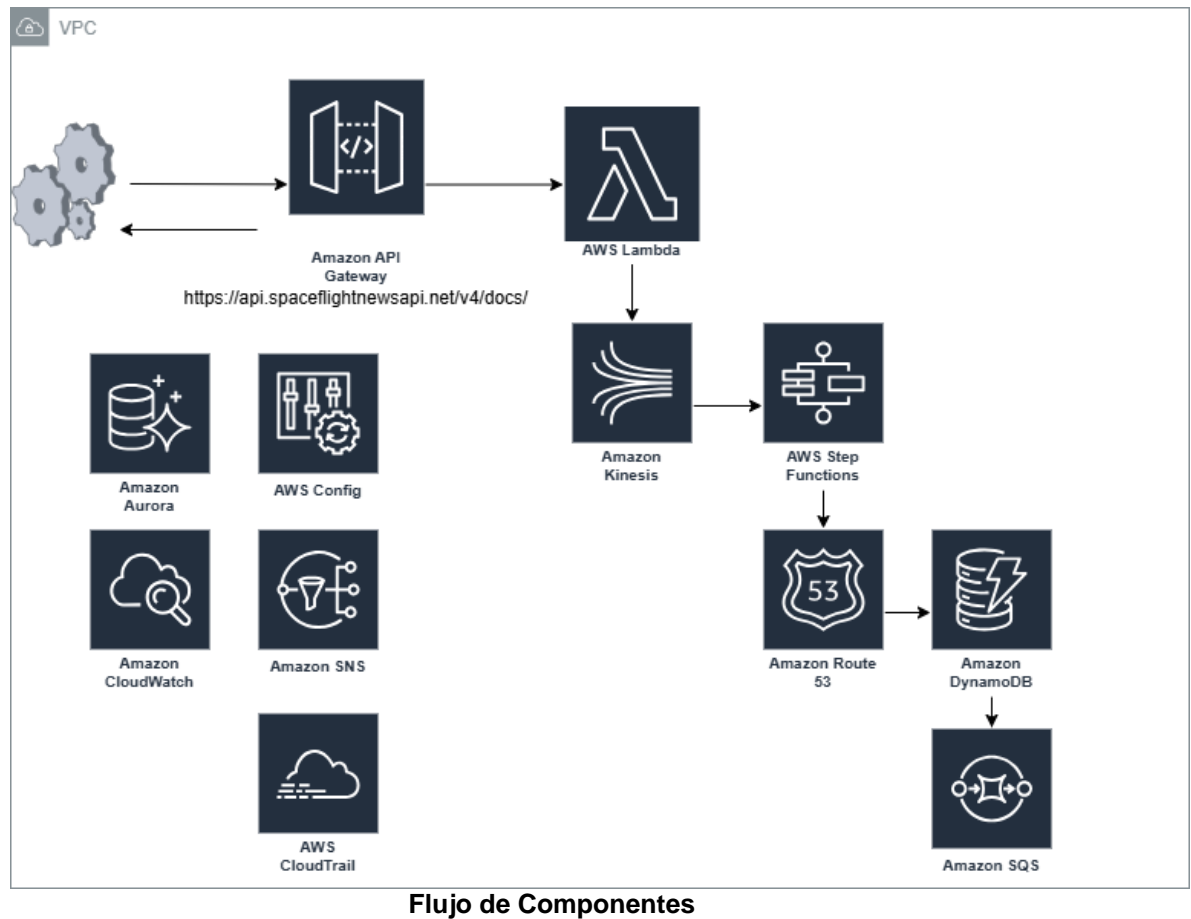 VPC
Amazon API
Gateway
https://api.spaceflightnewsapi.net/v4/docs/
</>
AWS Lambda
Amazon
Aurora
AWS Config
Amazon
Kinesis
AWS Step
Functions
Amazon
CloudWatch
Amazon SNS
53
Amazon Route
53
Amazon
DynamoDB
AWS
CloudTrail
Amazon SQS
Flujo de Componentes